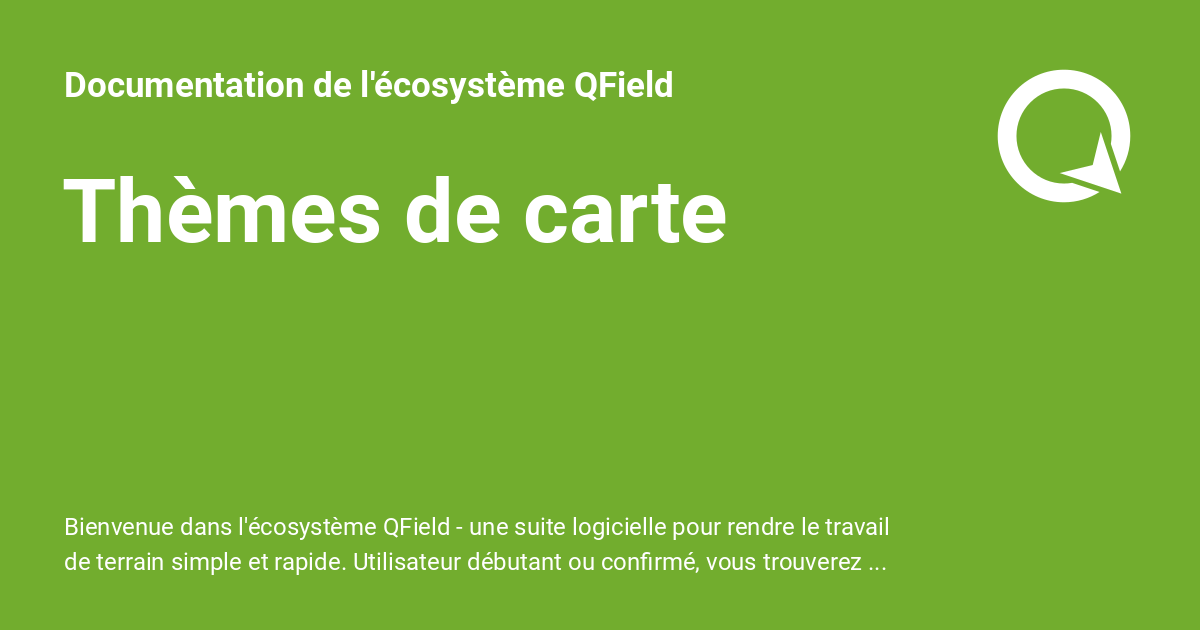 Documentation de l'écosystème QField
Thèmes de carte
Bienvenue dans l'écosystème QField - une suite logicielle pour rendre le travail
de terrain simple et rapide. Utilisateur débutant ou confirmé, vous trouverez ...